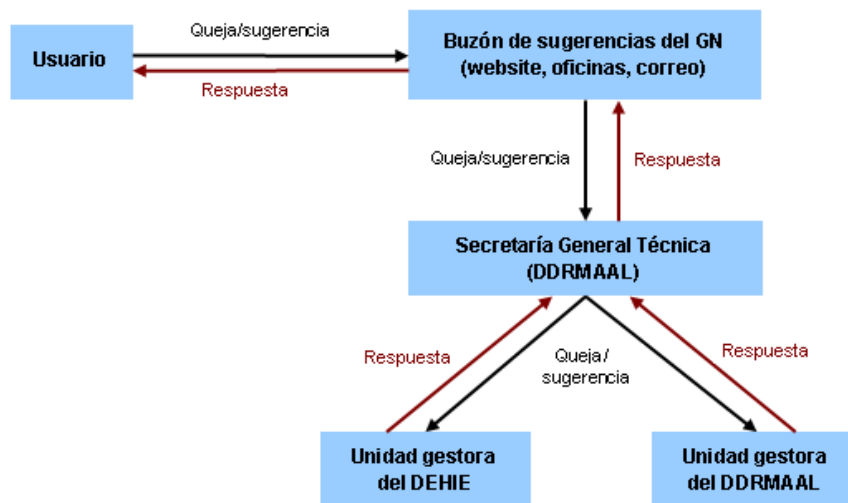 Queja/sugerencia
Usuario
Buzón de sugerencias del GN
(website, oficinas, correo)
Respuesta
Queja/sugerencia
Respuesta
Secretaría General Técnica
(DDRMAAL)
Respuesta
Queja/
sugerencia
Respuesta
Unidad gestora
del DEHIE
Unidad gestora
del DDRMAAL